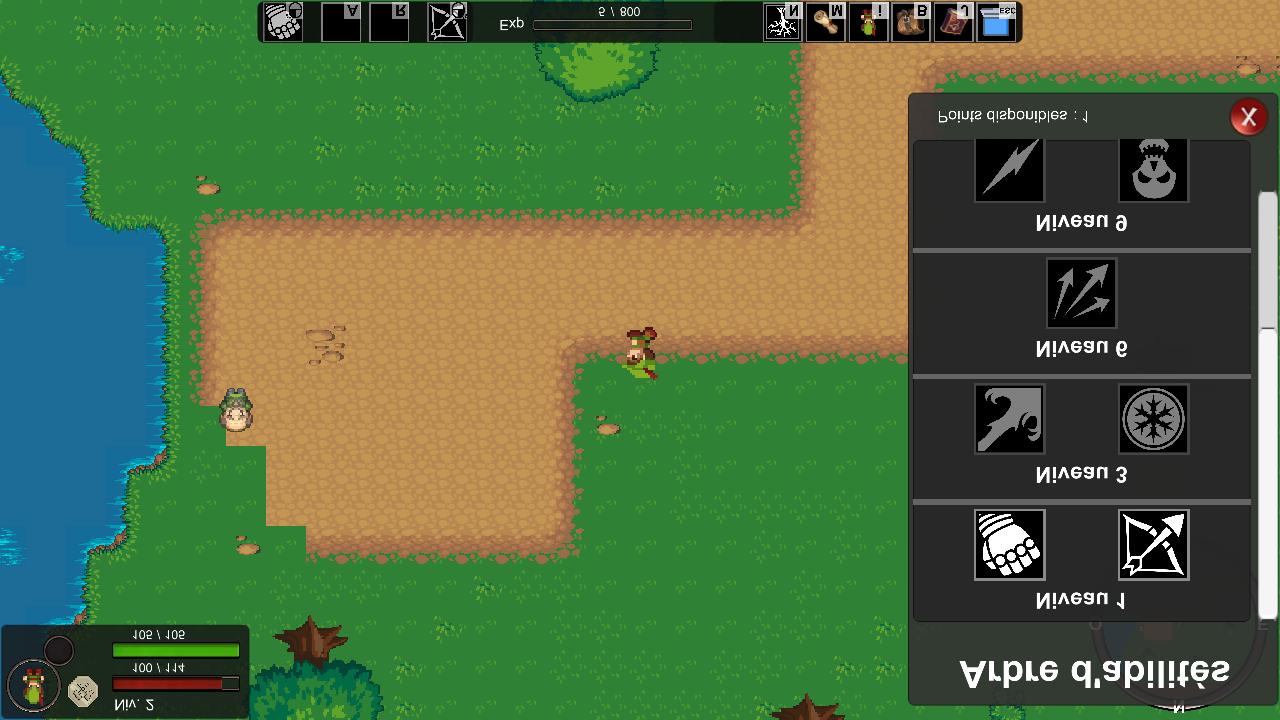 Arbre d'abilités
Niveau 1
Niveau 3
Niveau 6
Niveau 9
Points disponibles : 1
X
Niv. 2
100 / 114
105 / 105
A
R
Exp
5 / 800
N
M
I
B
J
esc
N
E
O